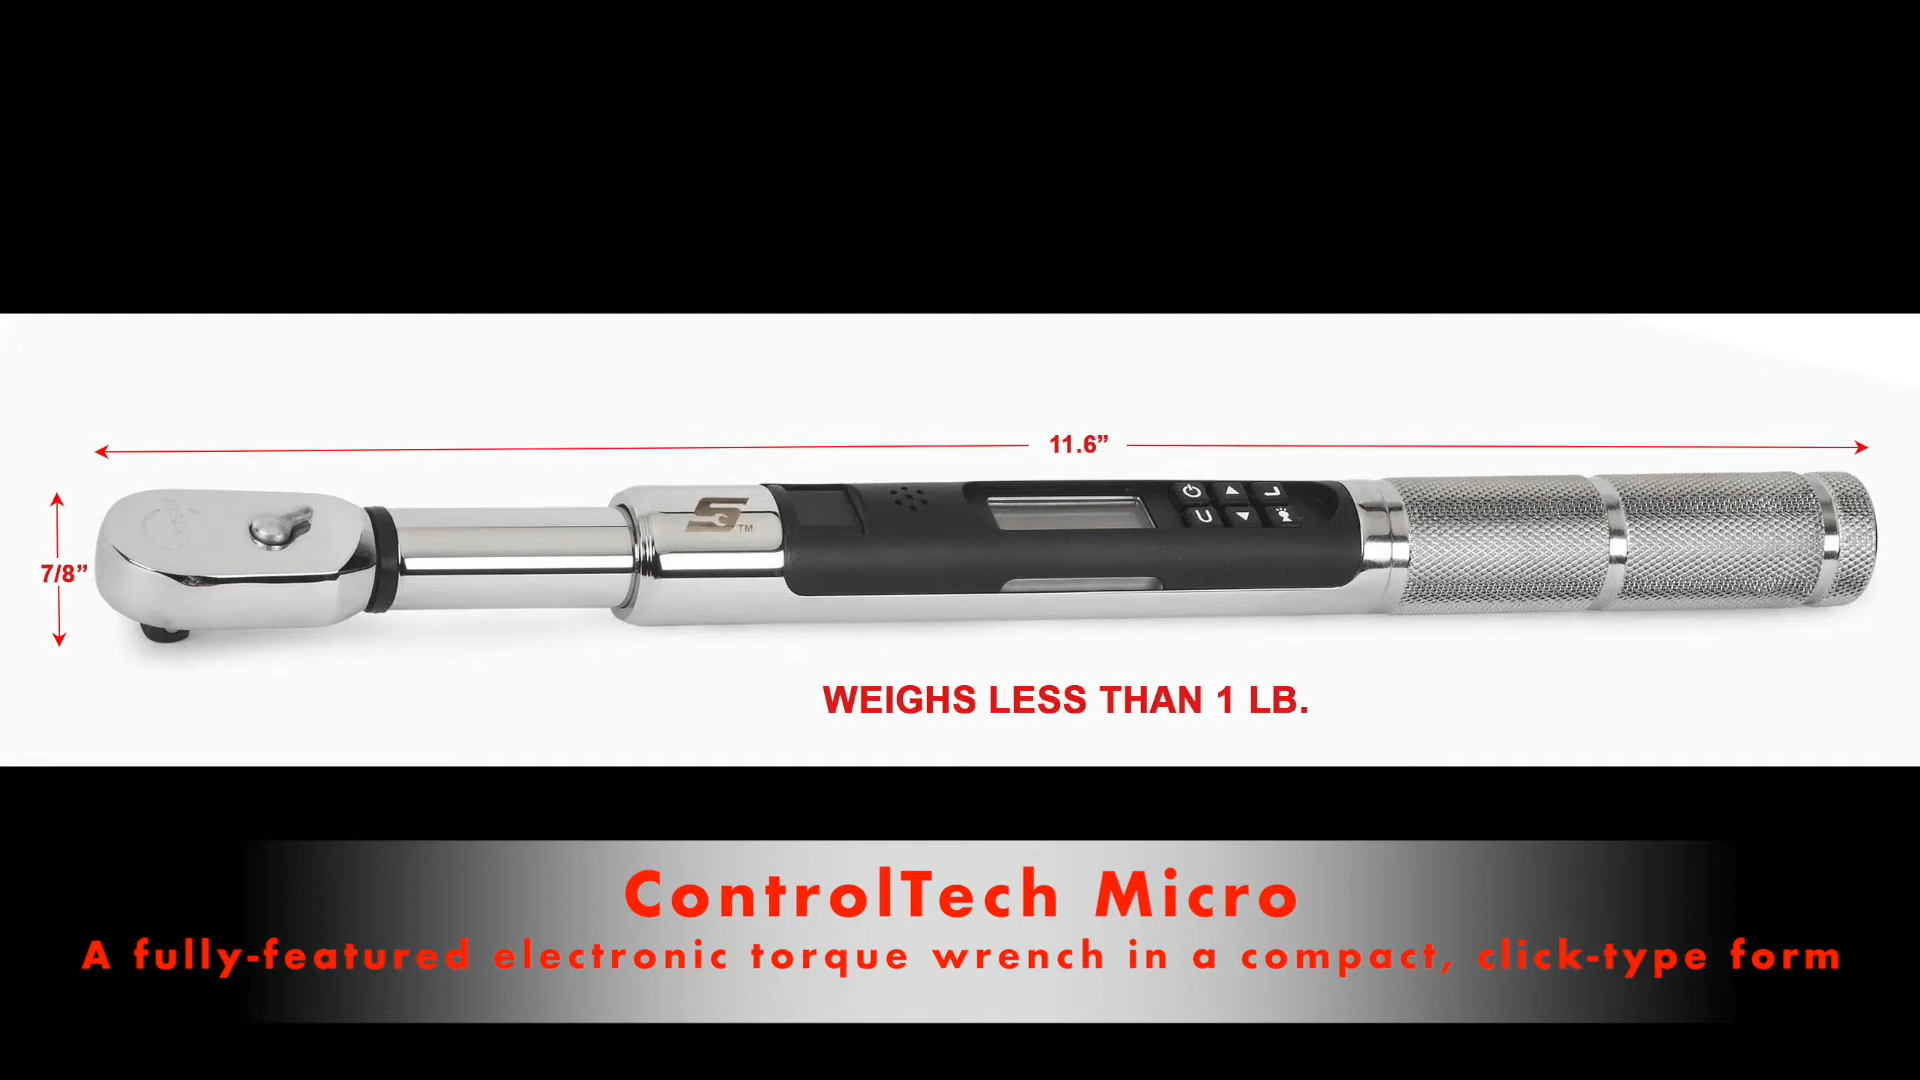 11.6”
7/8”
S™
WEIGHS LESS THAN 1 LB.
ControlTech Micro
A fully-featured electronic torque wrench in a compact, click-type form